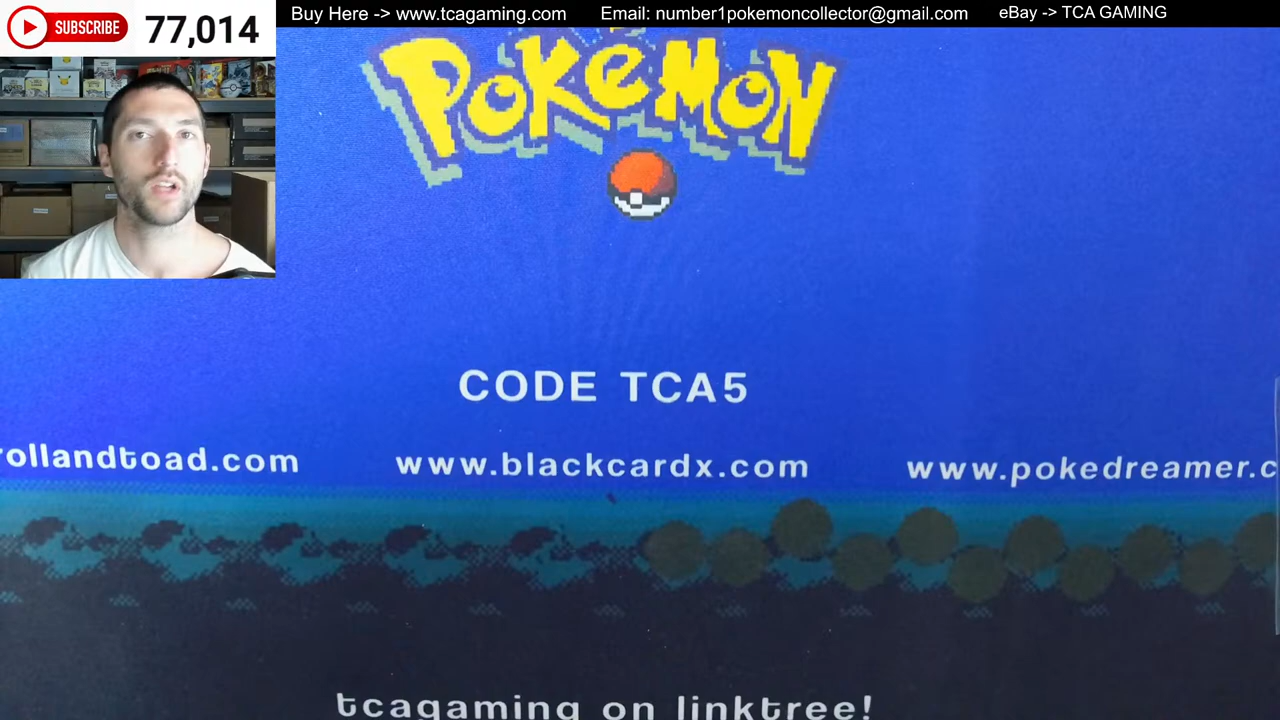 Buy Here -> www.tcagaming.com Email: number1pokemoncollector@gmail.com eBay -> TCA GAMING
SUBSCRIBE 77,014
POKéMON
CODE TCA5
rollandtoad.com www.blackcardx.com www.pokedreamer.c
tcagaming on linktree!